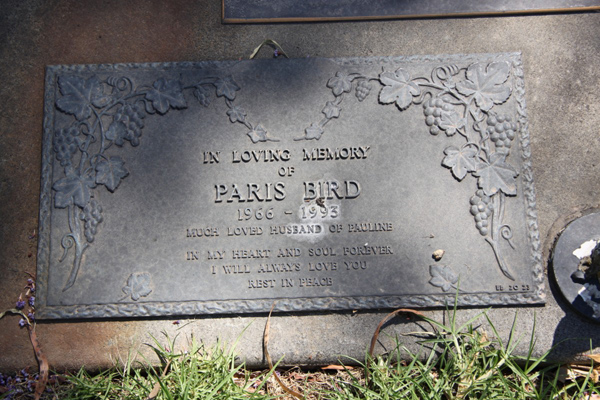 IN LOVING MEMORY
OF
PARIS BIRD
1966 - 1993
MUCH LOVED HUSBAND OF PAULINE
IN MY HEART AND SOUL FOREVER
I WILL ALWAYS LOVE YOU
REST IN PEACE